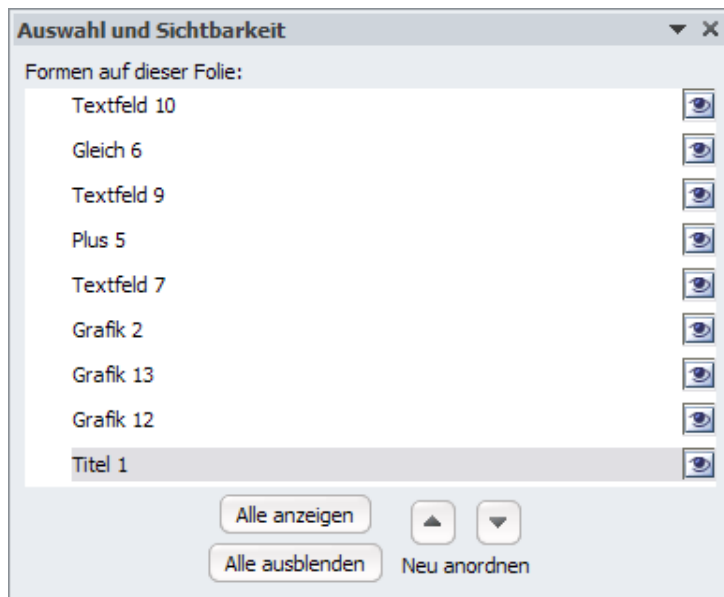 Auswahl und Sichtbarkeit
Formen auf dieser Folie:
Textfeld 10
Gleich 6
Textfeld 9
Plus 5
Textfeld 7
Grafik 2
Grafik 13
Grafik 12
Titel 1
Alle anzeigen
Alle ausblenden
Neu anordnen